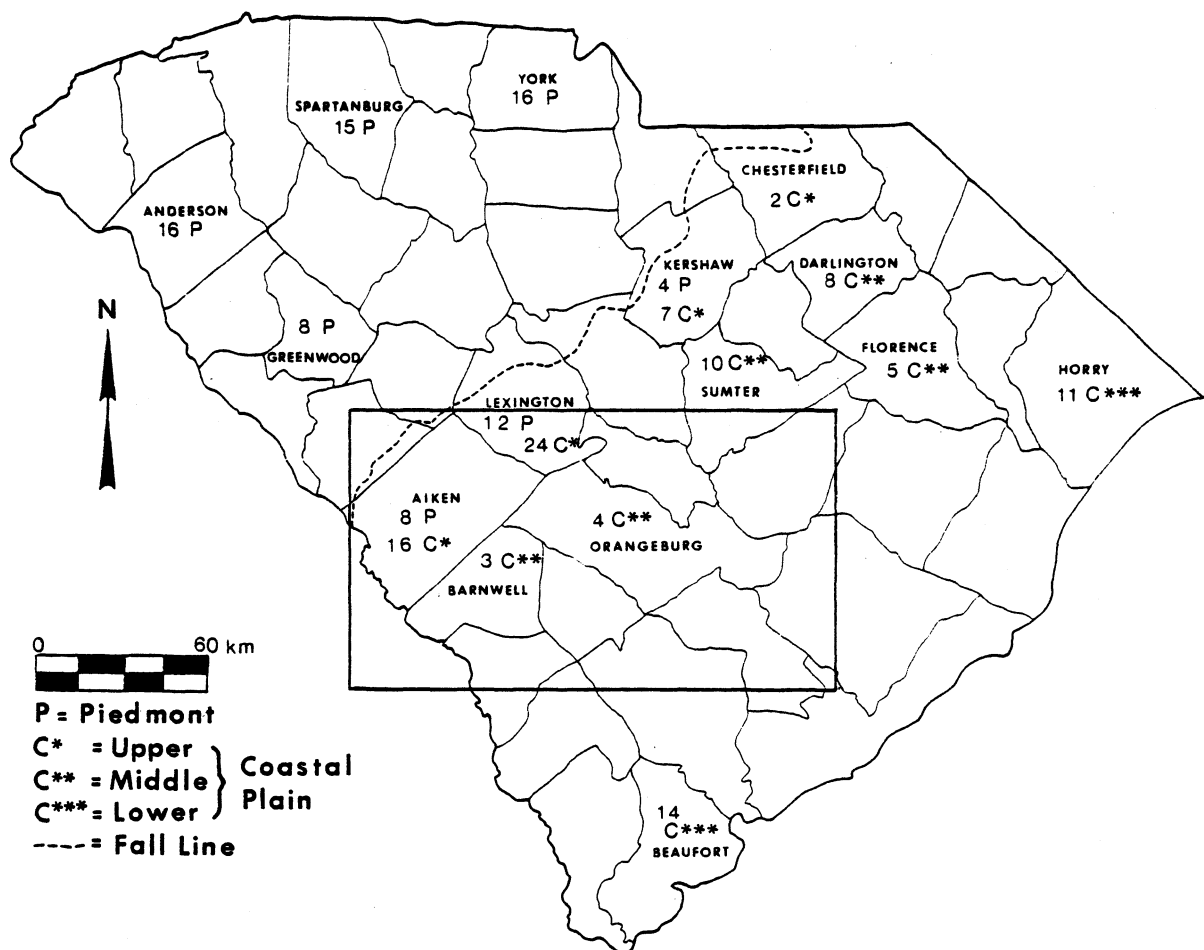 YORK
16 P
SPARTANBURG
15 P
CHESTERFIELD
2 C*
ANDERSON
16 P
KERSHAW
4 P
7 C*
DARLINGTON
8 C**
N
8 P
GREENWOOD
FLORENCE
5 C**
10 C**
SUMTER
HORRY
11 C***
LEXINGTON
12 P
24 C*
AIKEN
8 P
16 C*
4 C**
ORANGEBURG
3 C**
BARNWELL
0 60 km
P = Piedmont
C* = Upper
C** = Middle
C*** = Lower
Coastal
Plain
---- = Fall Line
14
C***
BEAUFORT